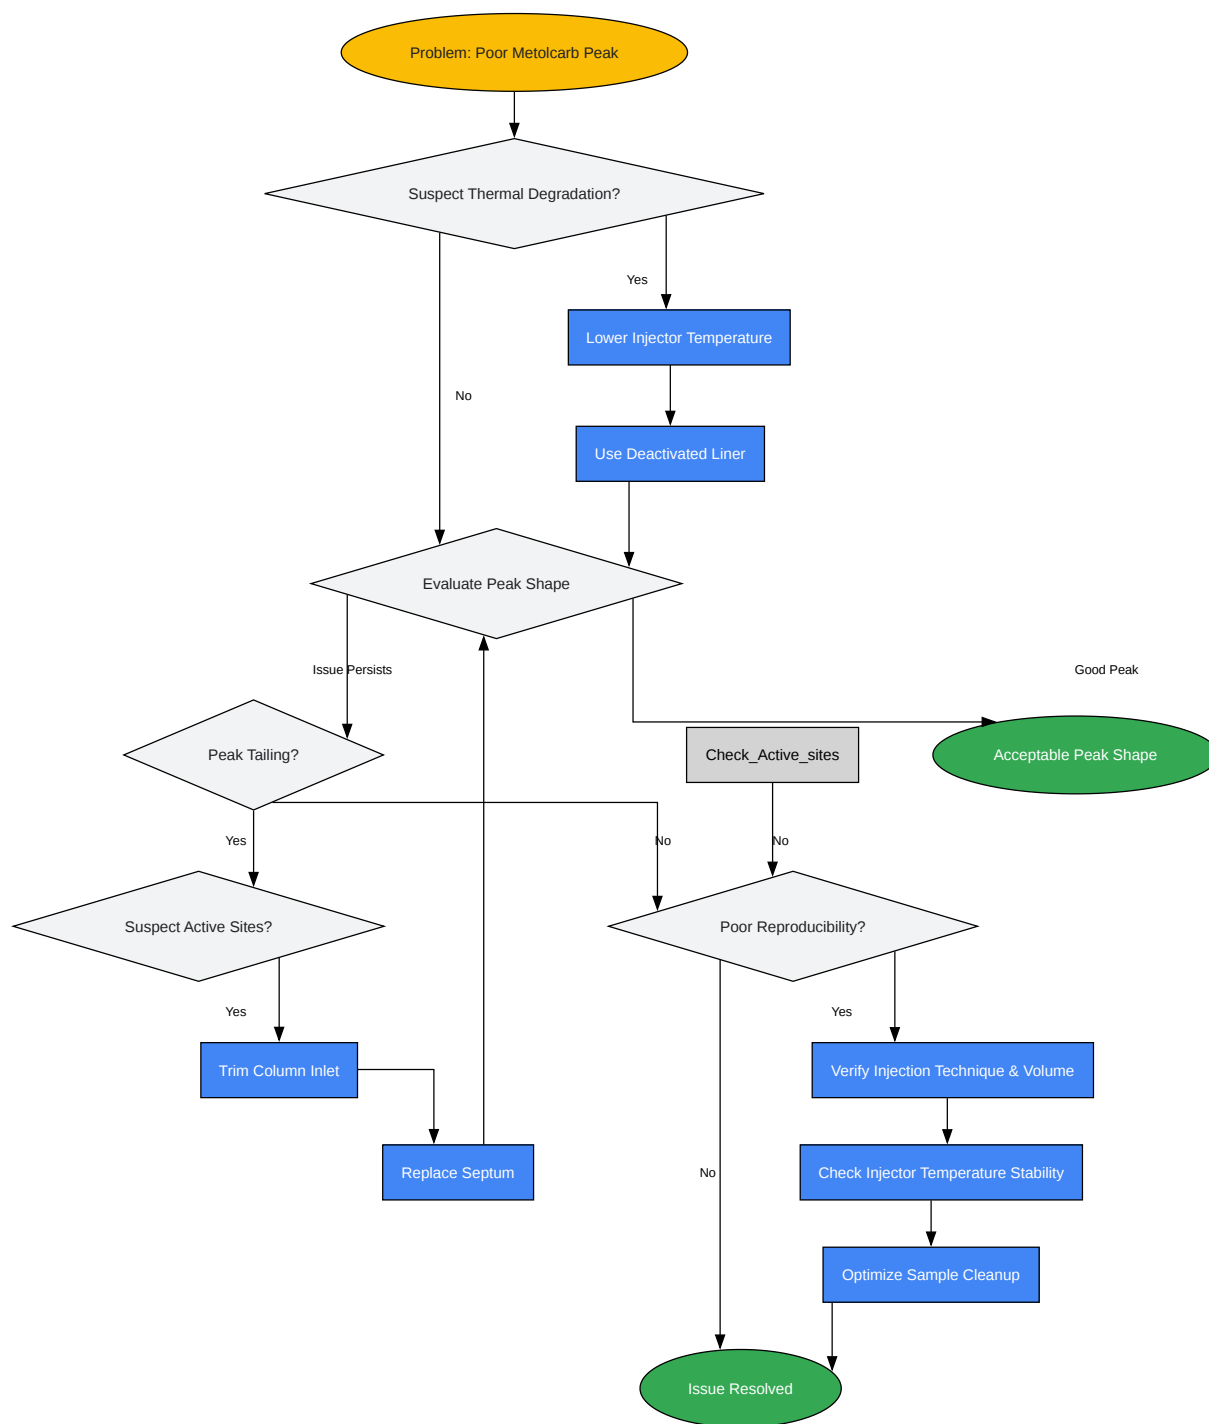 Problem: Poor Metolcarb Peak
Suspect Thermal Degradation?
Yes
Lower Injector Temperature
No
Use Deactivated Liner
Evaluate Peak Shape
Issue Persists
Good Peak
Peak Tailing?
Check_Active_sites
Acceptable Peak Shape
Yes
No
No
Suspect Active Sites?
Poor Reproducibility?
Yes
Yes
Trim Column Inlet
Verify Injection Technique & Volume
Replace Septum
No
Check Injector Temperature Stability
Optimize Sample Cleanup
Issue Resolved